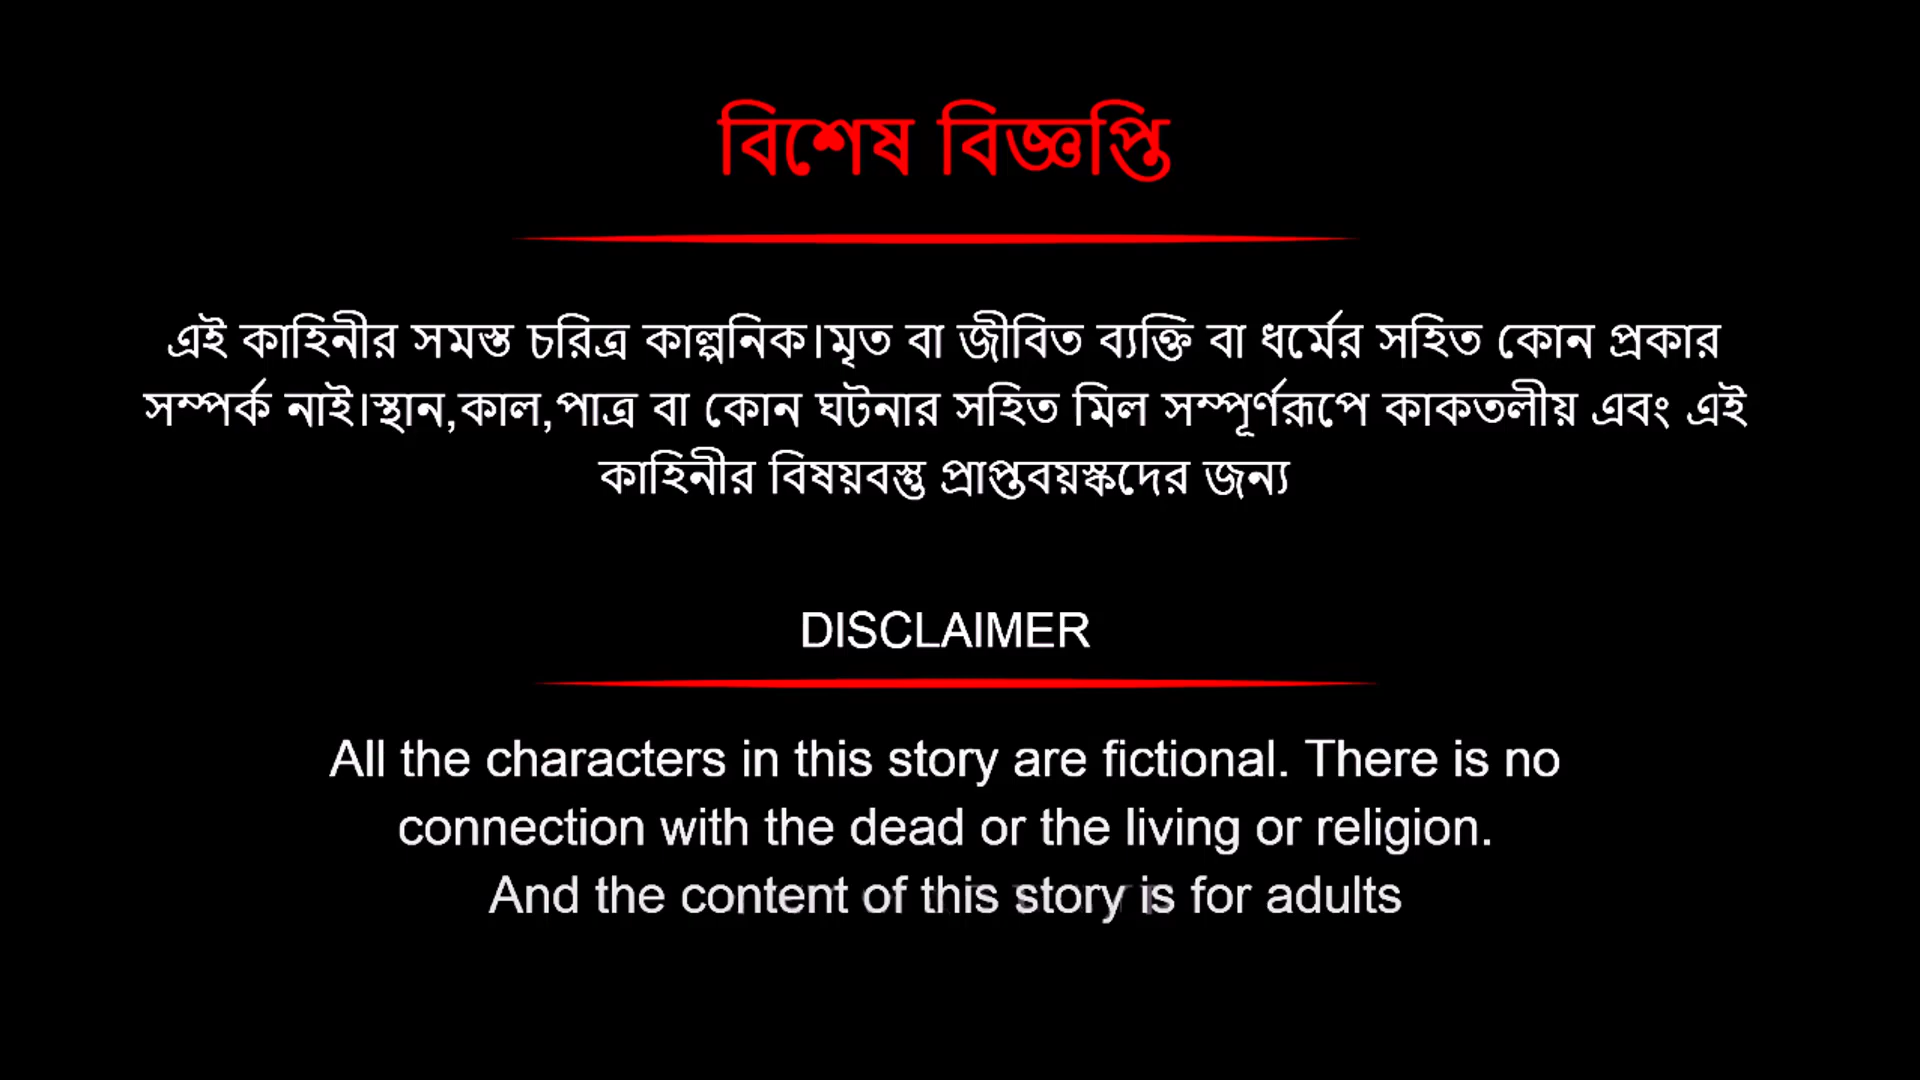 বিশেষ বিজ্ঞপ্তি
এই কাহিনীর সমস্ত চরিত্র কাল্পনিক।মৃত বা জীবিত ব্যক্তি বা ধর্মের সহিত কোন প্রকার
সম্পর্ক নাই।স্থান,কাল,পাত্র বা কোন ঘটনার সহিত মিল সম্পূর্ণরূপে কাকতলীয় এবং এই
কাহিনীর বিষয়বস্তু প্রাপ্তবয়স্কদের জন্য
DISCLAIMER
All the characters in this story are fictional. There is no
connection with the dead or the living or religion.
And the content of this story is for adults